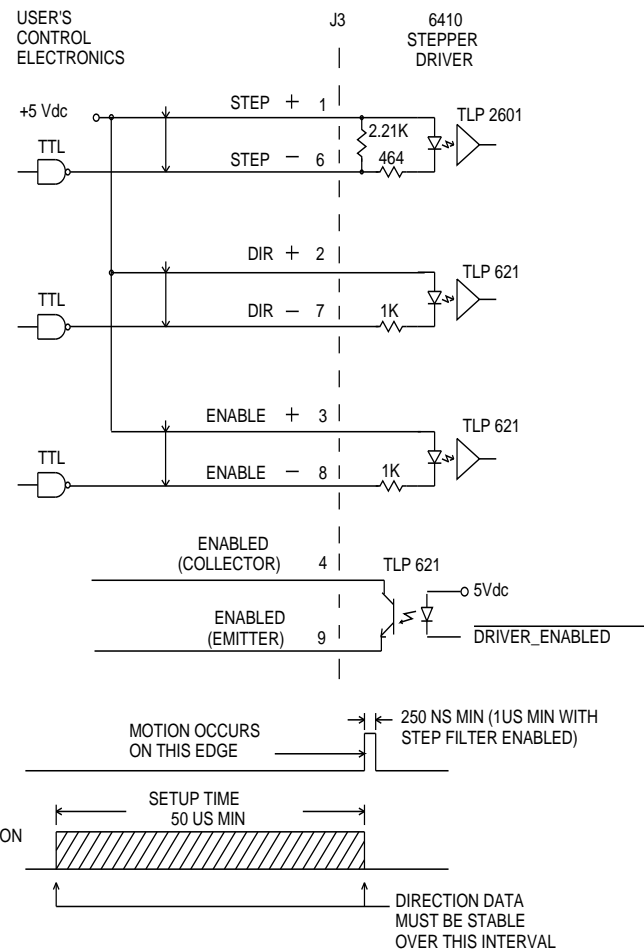 USER'S
CONTROL
ELECTRONICS
J3
6410
STEPPER
DRIVER
+5 Vdc
STEP + 1
TLP 2601
2.21K
TTL
STEP − 6
464
DIR + 2
TLP 621
TTL
DIR − 7
1K
ENABLE + 3
TLP 621
TTL
ENABLE − 8
1K
ENABLED
(COLLECTOR) 4
TLP 621
5Vdc
ENABLED
(EMITTER) 9
DRIVER_ENABLED
MOTION OCCURS
ON THIS EDGE
250 NS MIN (1US MIN WITH
STEP FILTER ENABLED)
SETUP TIME
50 US MIN
ON
DIRECTION DATA
MUST BE STABLE
OVER THIS INTERVAL